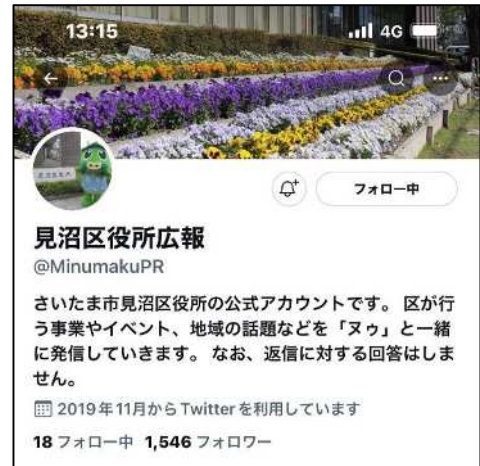 13:15 4G
フォロー中
見沼区役所広報
@MinumakuPR
さいたま市見沼区役所の公式アカウントです。 区が行
う事業やイベント、地域の話題などを「ヌゥ」と一緒
に発信していきます。 なお、返信に対する回答はしま
せん。
2019年11月からTwitterを利用しています
18 フォロー中 1,546 フォロワー